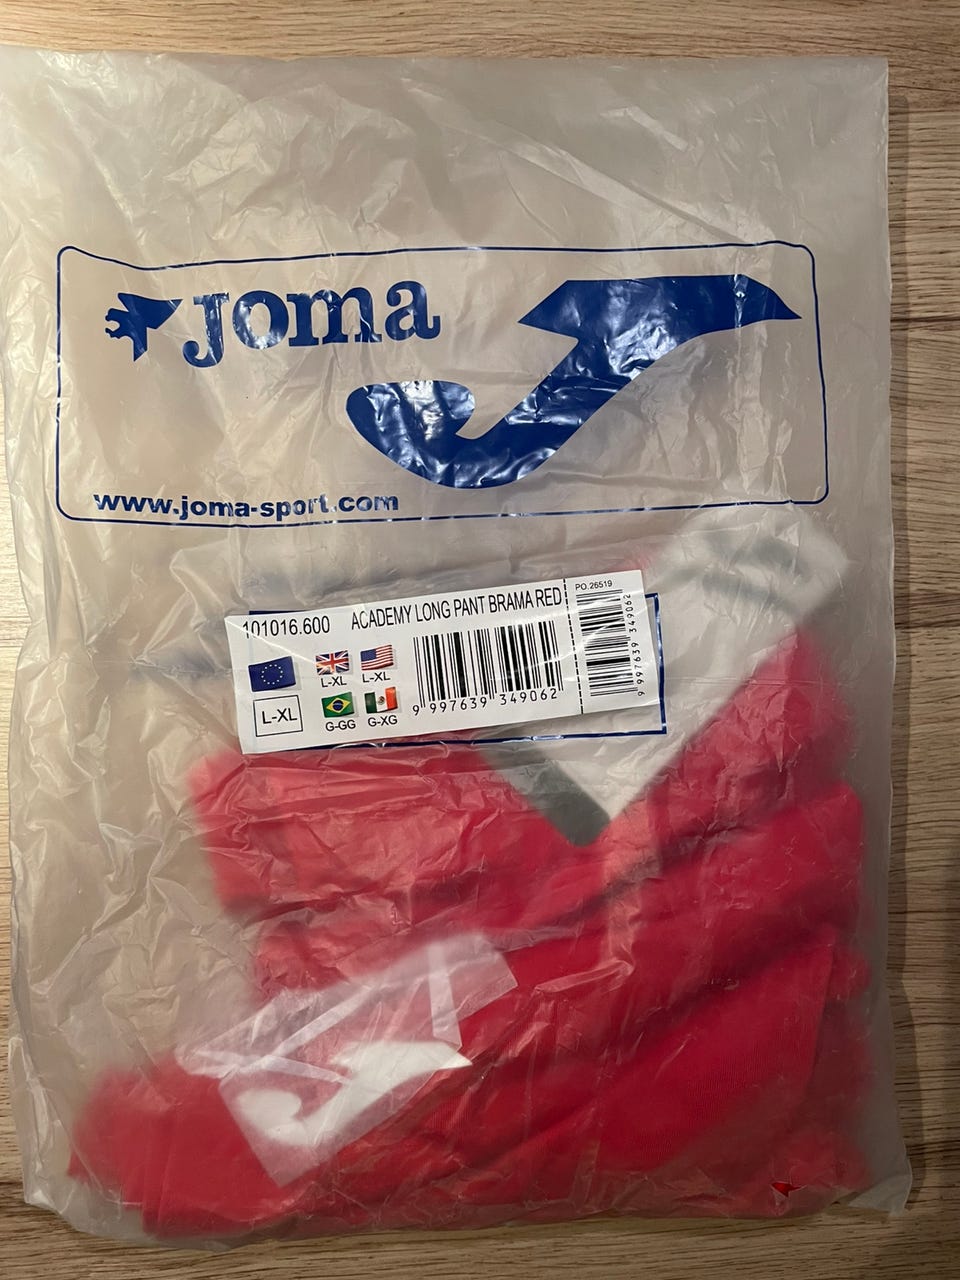 joma
www.joma-sport.com
101016.600 ACADEMY LONG PANT BRAMA RED
PO.26519
L-XL L-XL
L-XL
G-GG G-XG
9 997639 349062
9 997639 349062